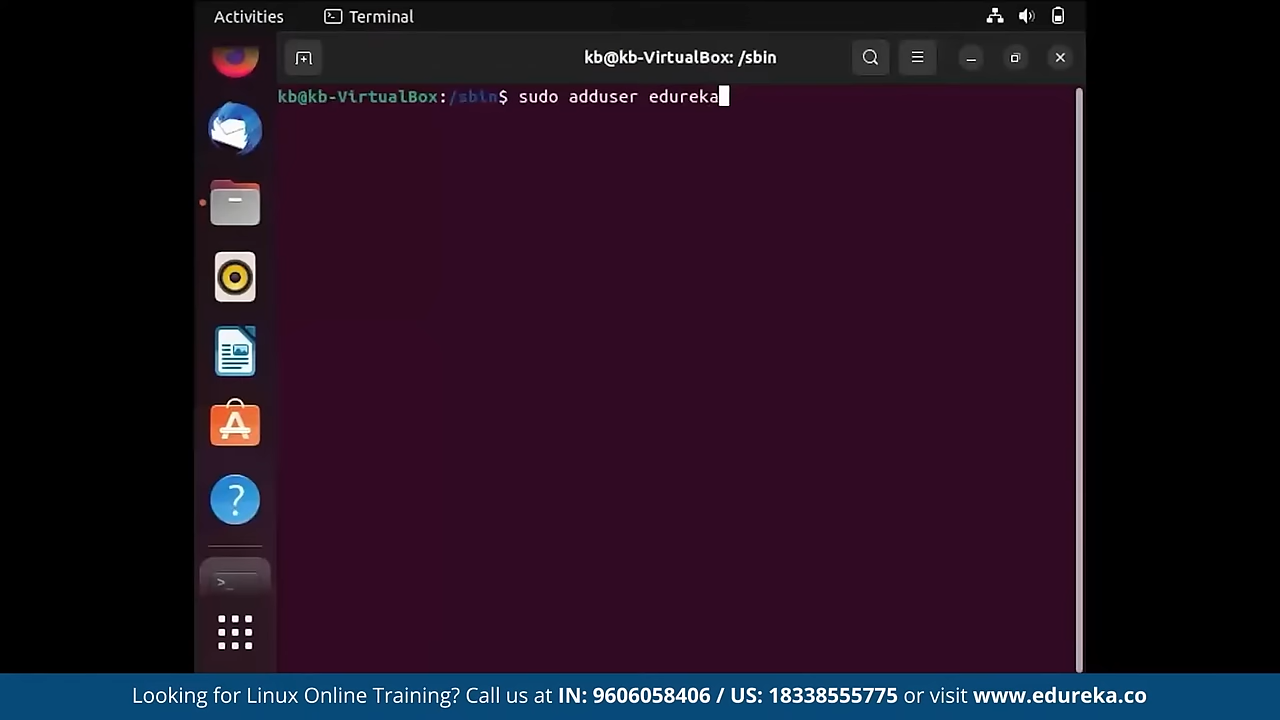 Activities Terminal
kb@kb-VirtualBox: /sbin
kb@kb-VirtualBox:/sbin$ sudo adduser edureka
>_
Looking for Linux Online Training? Call us at IN: 9606058406 / US: 18338555775 or visit www.edureka.co